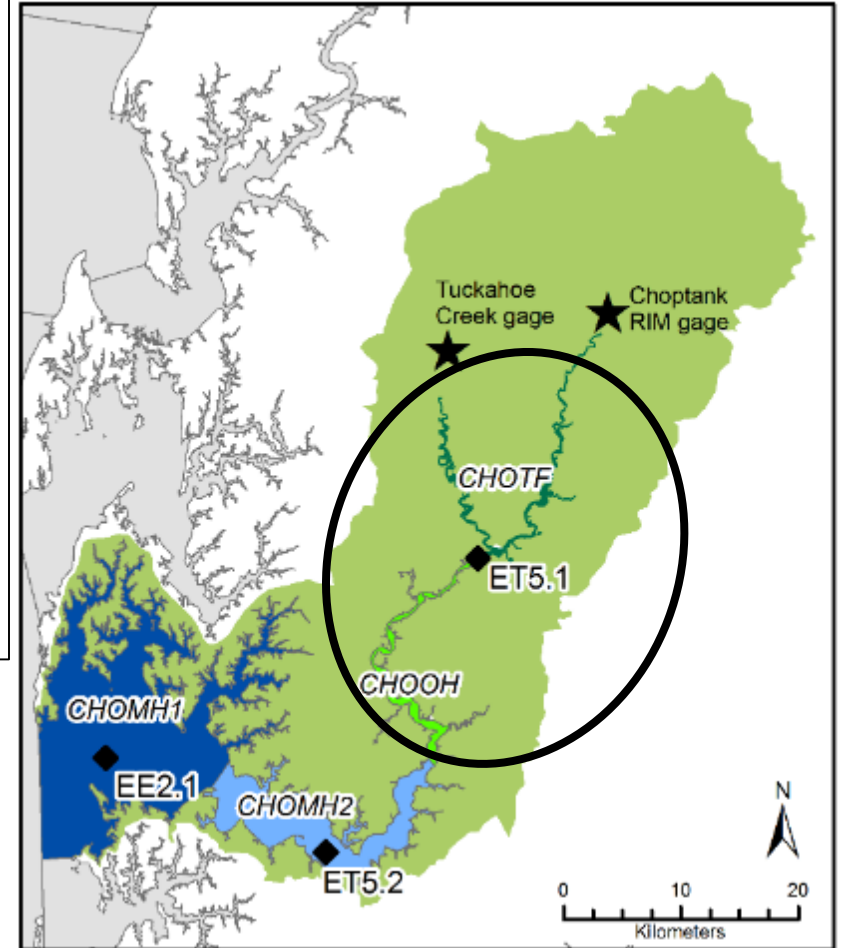 Tuckahoe
Creek gage
Choptank
RIM gage
CHOTF
ET5.1
CHOOH
CHOMH1
EE2.1
CHOMH2
ET5.2
N
0 10 20
Kilometers